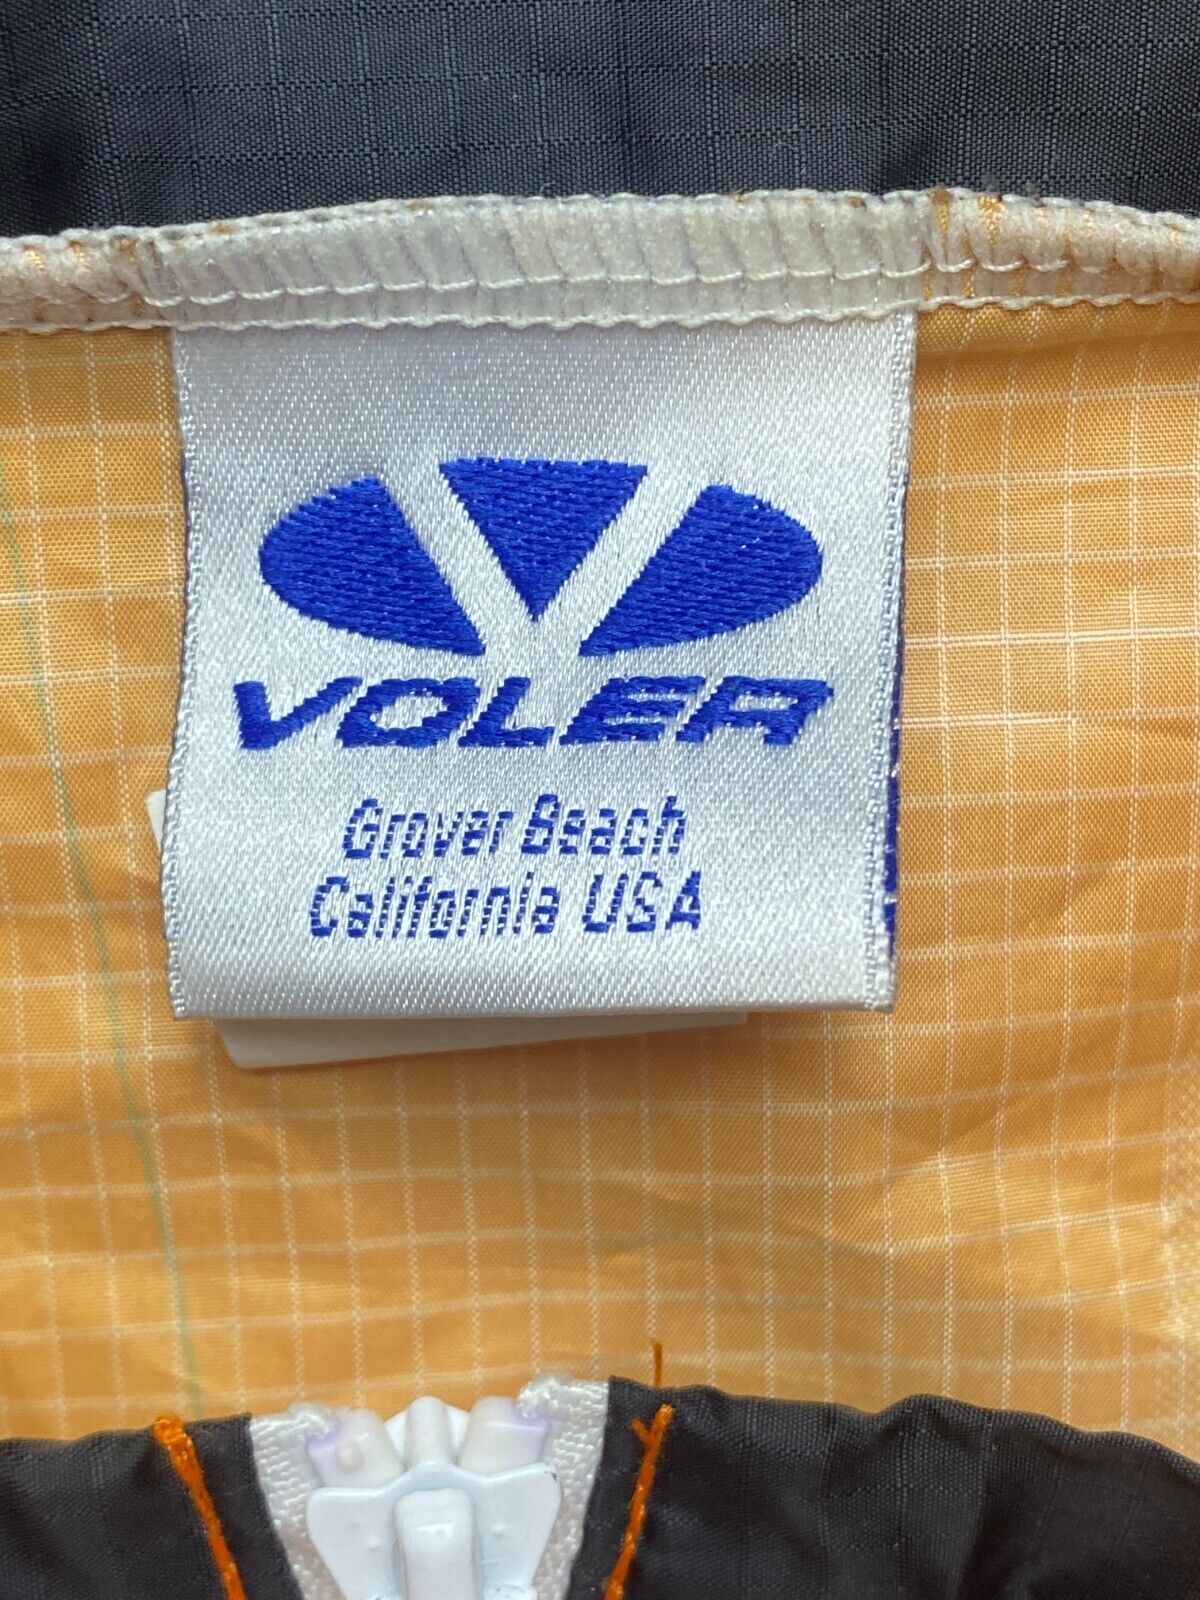 VOLER
Grover Beach
California USA